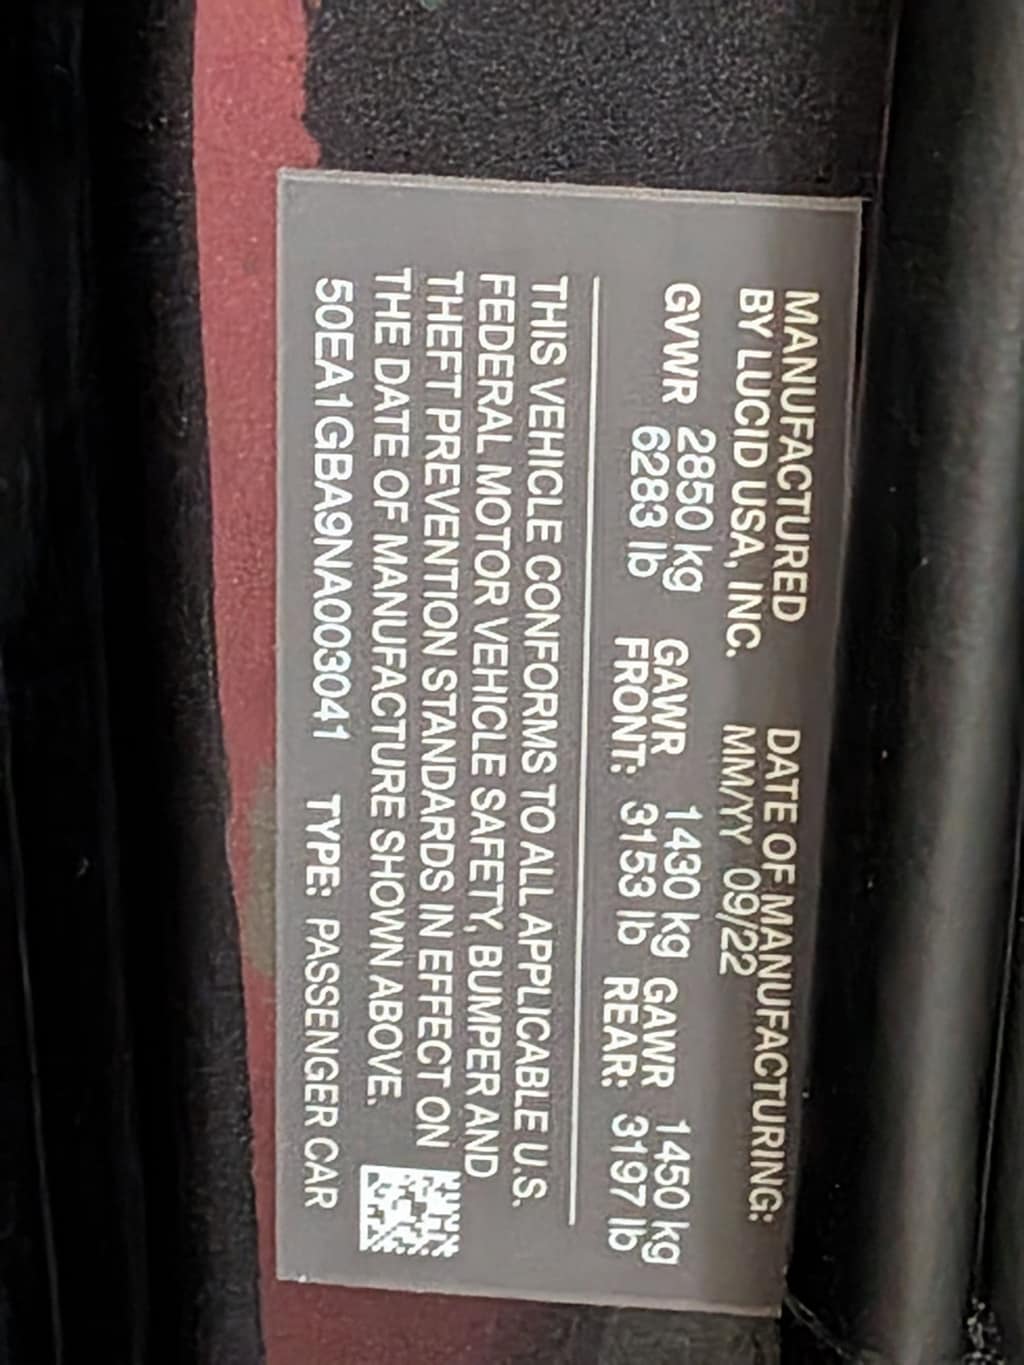 MANUFACTURED
BY LUCID USA, INC.
DATE OF MANUFACTURING:
MM/YY 09/22
GVWR 2850 kg
6283 lb
GAWR 1430 kg
FRONT: 3153 lb
GAWR 1450 kg
REAR: 3197 lb
THIS VEHICLE CONFORMS TO ALL APPLICABLE U.S.
FEDERAL MOTOR VEHICLE SAFETY, BUMPER AND
THEFT PREVENTION STANDARDS IN EFFECT ON
THE DATE OF MANUFACTURE SHOWN ABOVE.
50EA1GBA9NA003041 TYPE: PASSENGER CAR